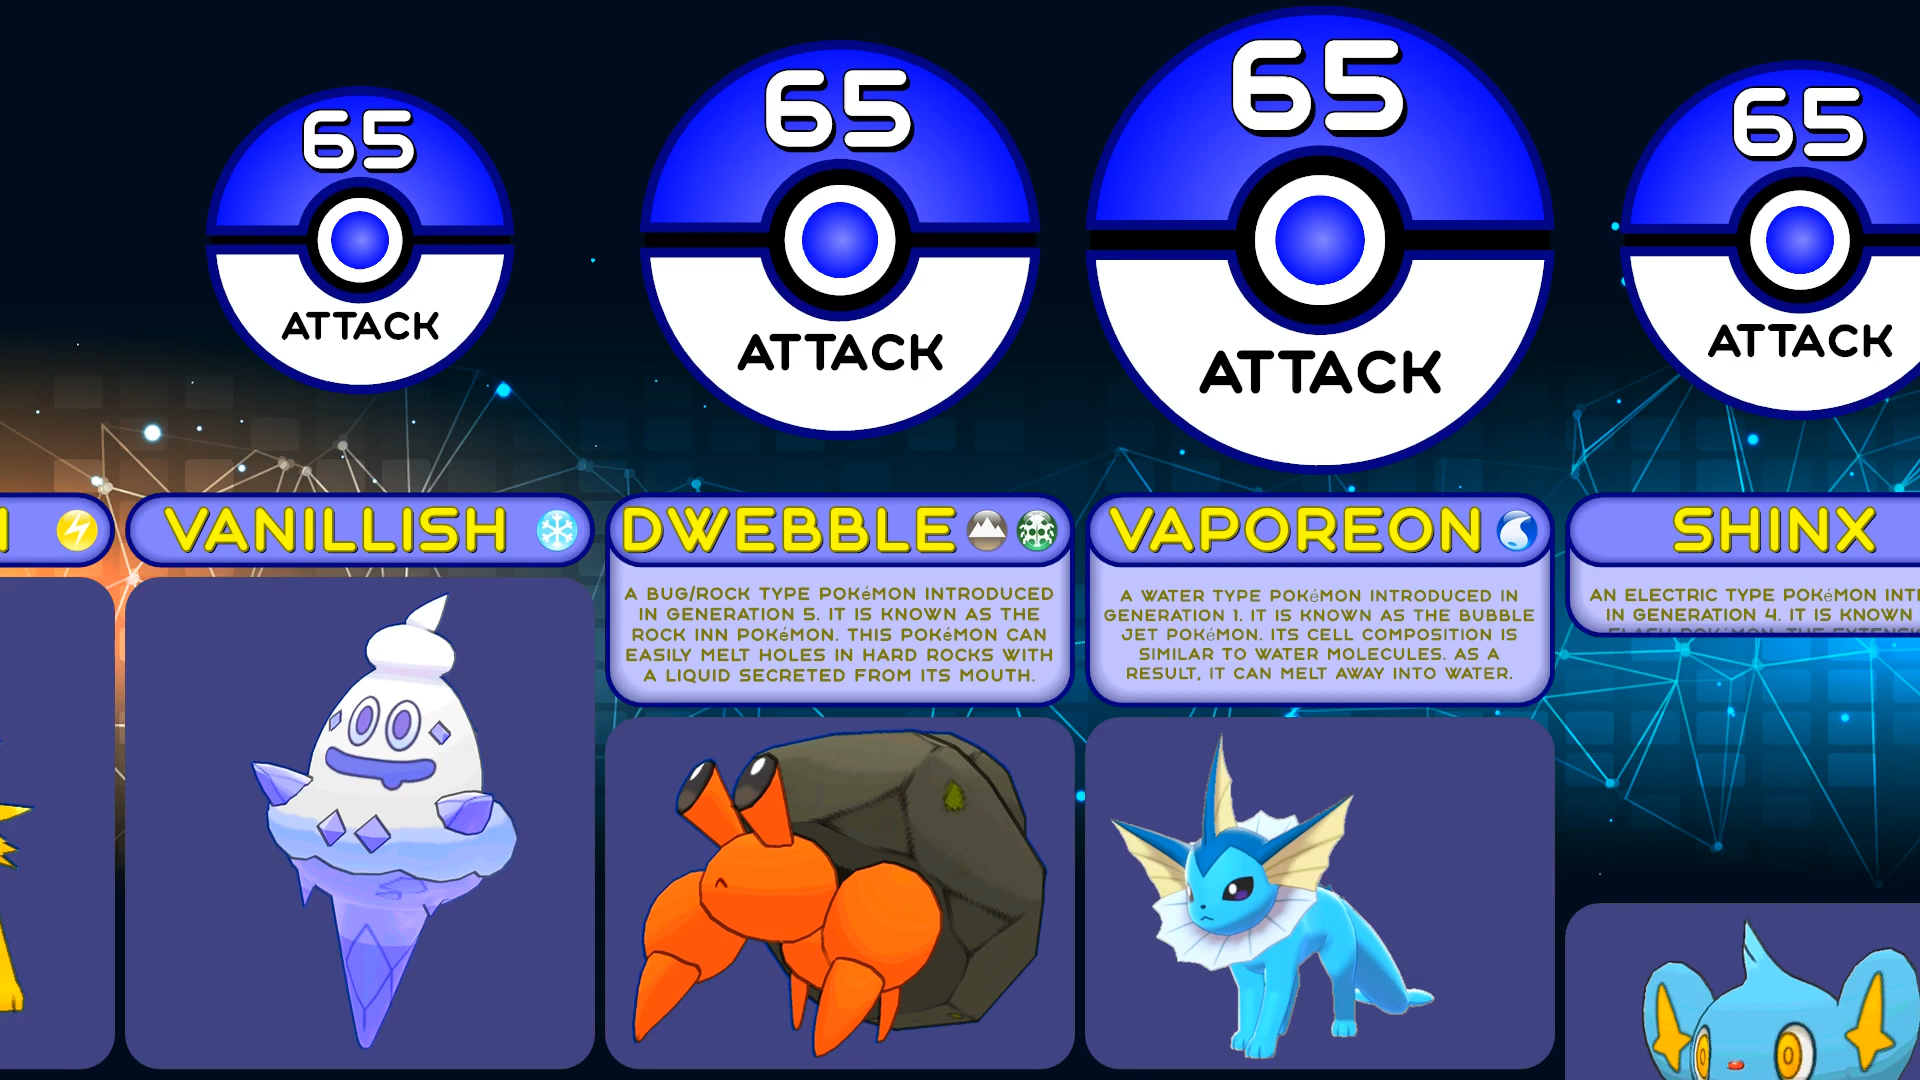 65
ATTACK
65
ATTACK
65
ATTACK
65
ATTACK
VANILLISH
DWEBBLE
A BUG/ROCK TYPE POKéMON INTRODUCED
IN GENERATION 5. IT IS KNOWN AS THE
ROCK INN POKéMON. THIS POKéMON CAN
EASILY MELT HOLES IN HARD ROCKS WITH
A LIQUID SECRETED FROM ITS MOUTH.
VAPOREON
A WATER TYPE POKéMON INTRODUCED IN
GENERATION 1. IT IS KNOWN AS THE BUBBLE
JET POKéMON. ITS CELL COMPOSITION IS
SIMILAR TO WATER MOLECULES. AS A
RESULT, IT CAN MELT AWAY INTO WATER.
SHINX
AN ELECTRIC TYPE POKéMON
IN GENERATION 4. IT IS KNOWN